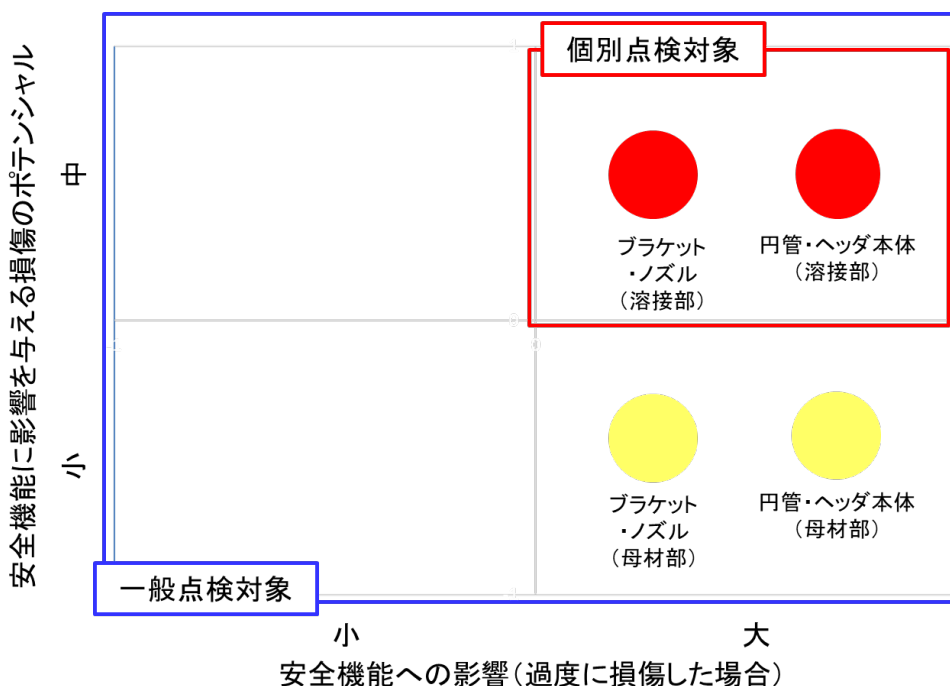 個別点検対象
安全機能に影響を与える損傷のポテンシャル
中
ブラケット
・ノズル
（溶接部）
円管・ヘッダ本体
（溶接部）
小
ブラケット
・ノズル
（母材部）
円管・ヘッダ本体
（母材部）
一般点検対象
小
大
安全機能への影響（過度に損傷した場合）